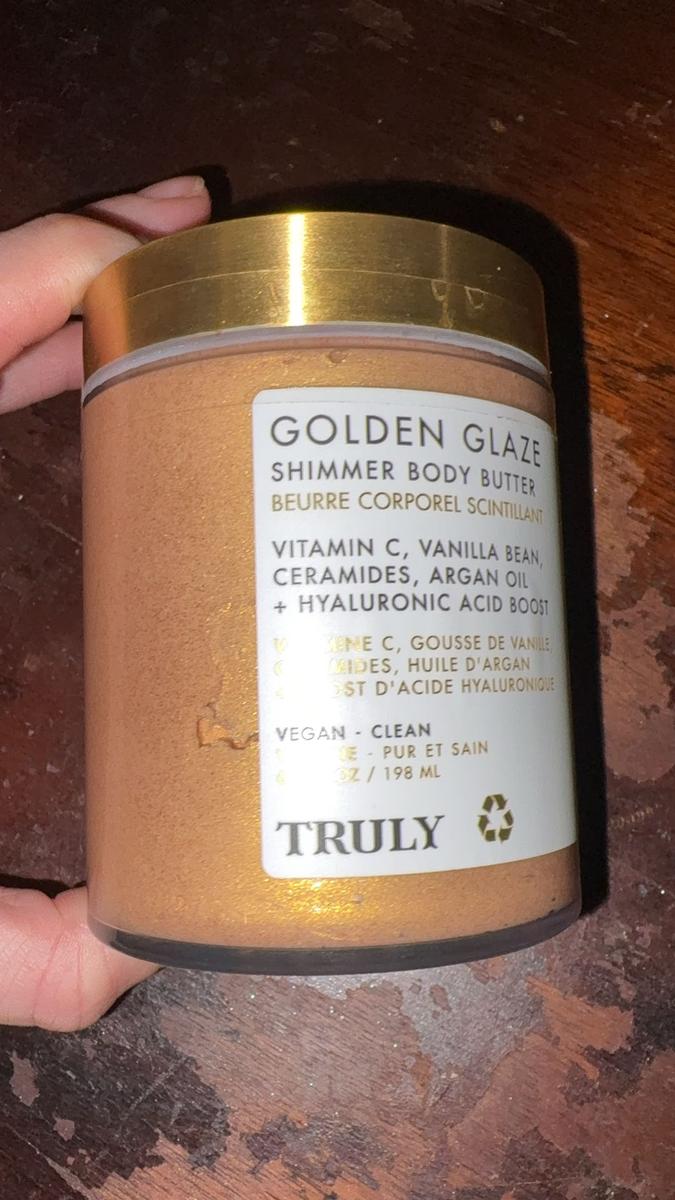 GOLDEN GLAZE
SHIMMER BODY BUTTER
BEURRE CORPOREL SCINTILLANT
VITAMIN C, VANILLA BEAN,
CERAMIDES, ARGAN OIL
+ HYALURONIC ACID BOOST
C, GOUSSE DE VANILLE,
HUILE D'ARGAN
D'ACIDE HYALURONIQUE
VEGAN - CLEAN
- PUR ET SAIN
OZ / 198 ML
TRULY